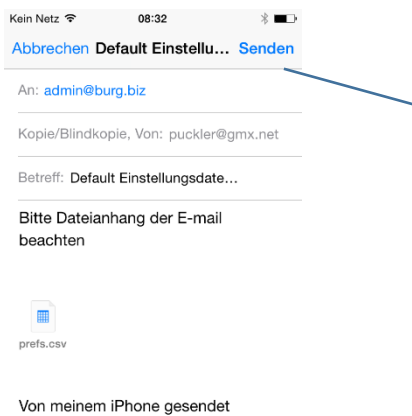 Kein Netz 08:32
Abbrechen Default Einstellu... Senden
An: admin@burg.biz
Kopie/Blindkopie, Von: puckler@gmx.net
Betreff: Default Einstellungsdate...
Bitte Dateianhang der E-mail
beachten
prefs.csv
Von meinem iPhone gesendet